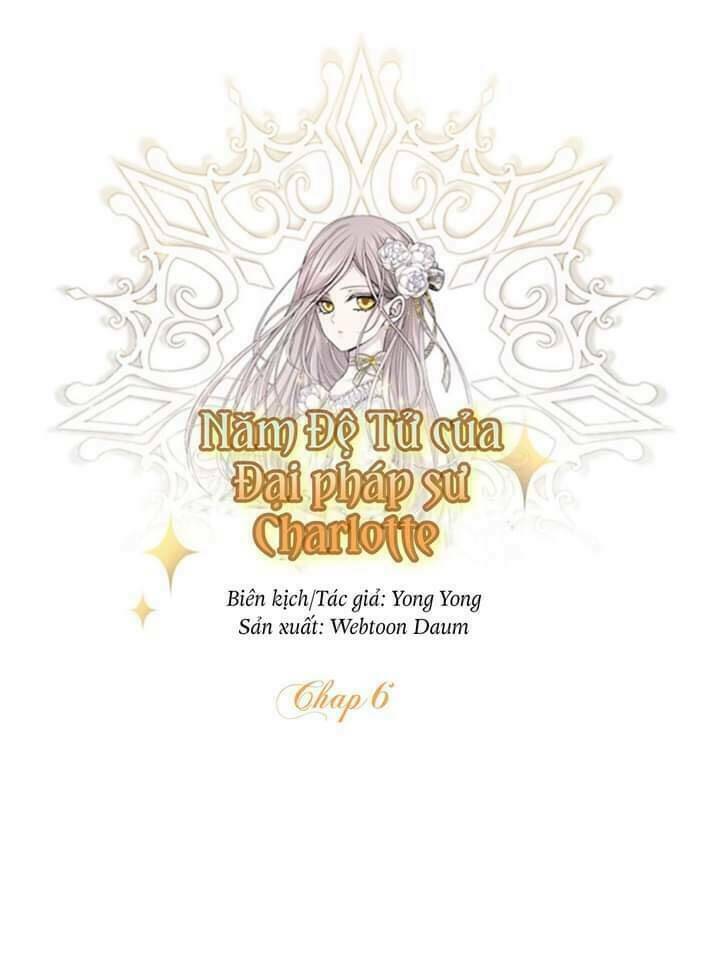 Năm Đệ Tử của
Đại pháp sư
Charlotte
Biên kịch/Tác giả: Yong Yong
Sản xuất: Webtoon Daum
Chap 6